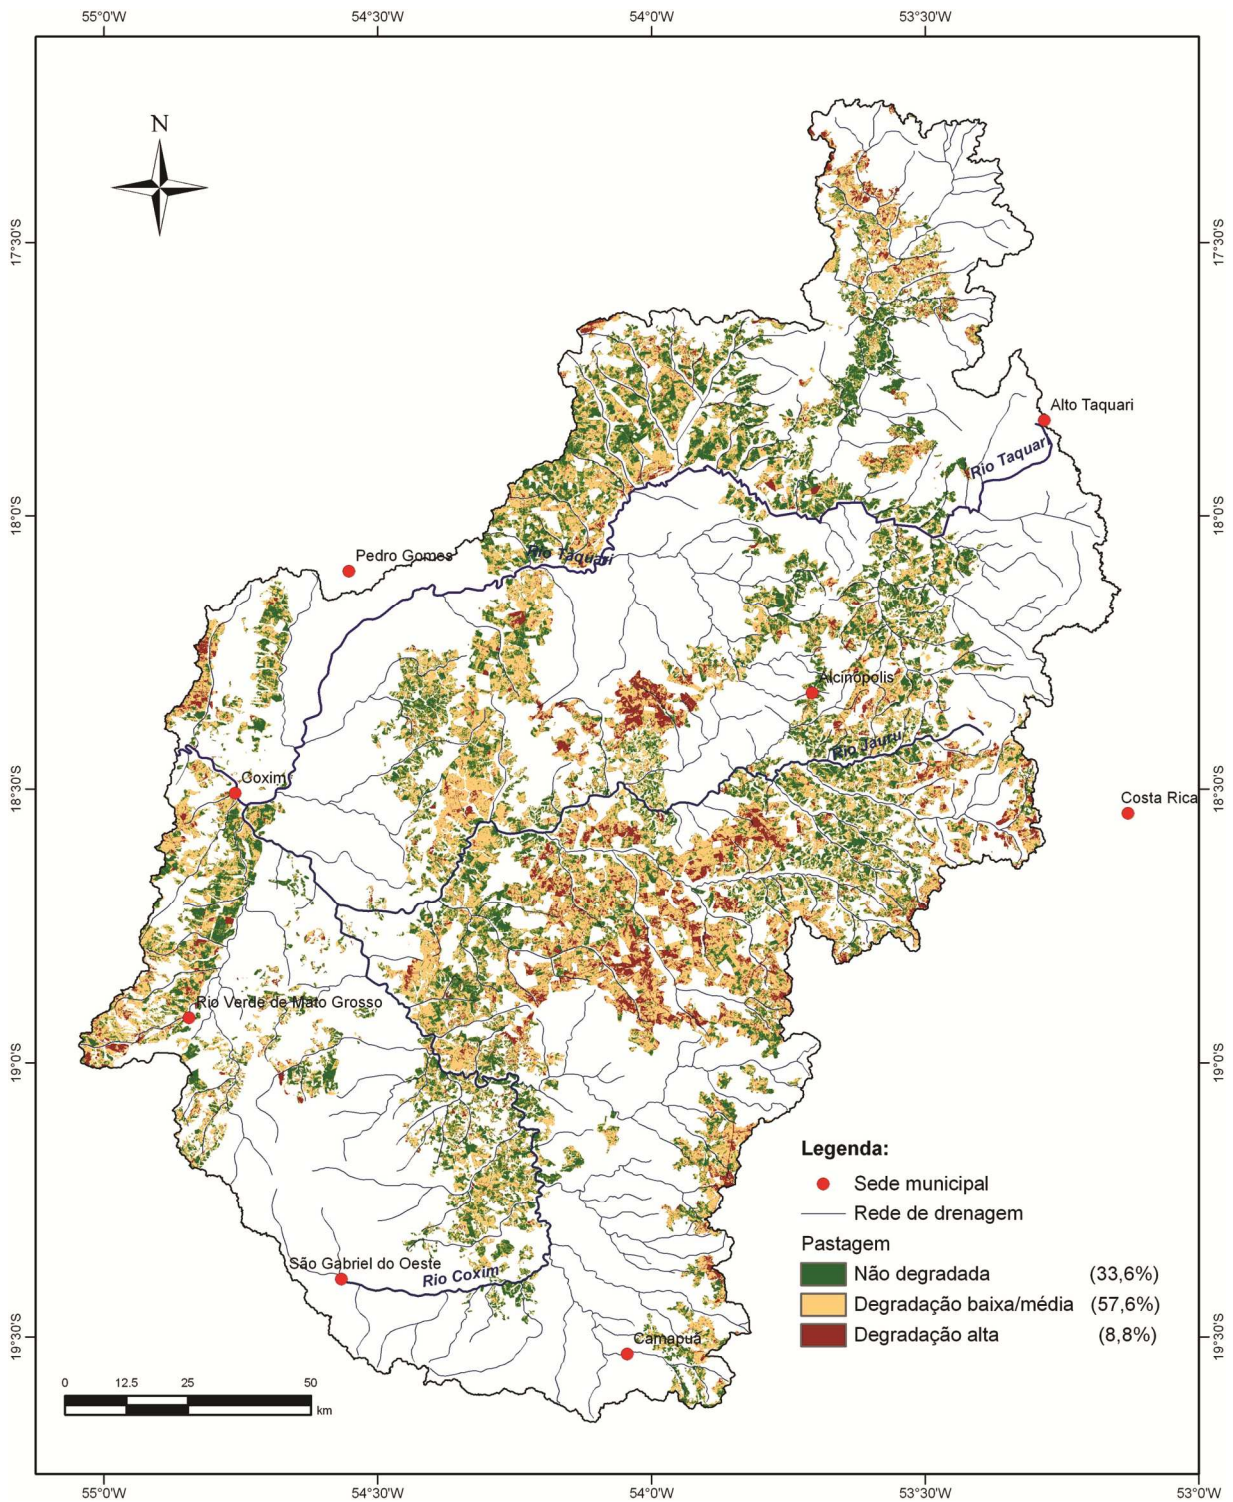 55°0'W 54°30'W 54°0'W 53°30'W
N
17°30'S 17°30'S
Alto Taquari
Rio Taquari
18°0'S 18°0'S
Pedro Gomes
Rio Taquari
Alcinópolis
Rio Jauru
Coxim
18°30'S 18°30'S
Costa Rica
Rio Verde de Mato Grosso
19°0'S 19°0'S
Legenda:
Sede municipal
Rede de drenagem
Pastagem
Não degradada (33,6%)
Degradação baixa/média (57,6%)
Degradação alta (8,8%)
São Gabriel do Oeste
Rio Coxim
Camapuã
19°30'S 19°30'S
0 12.5 25 50
km
55°0'W 54°30'W 54°0'W 53°30'W 53°0'W